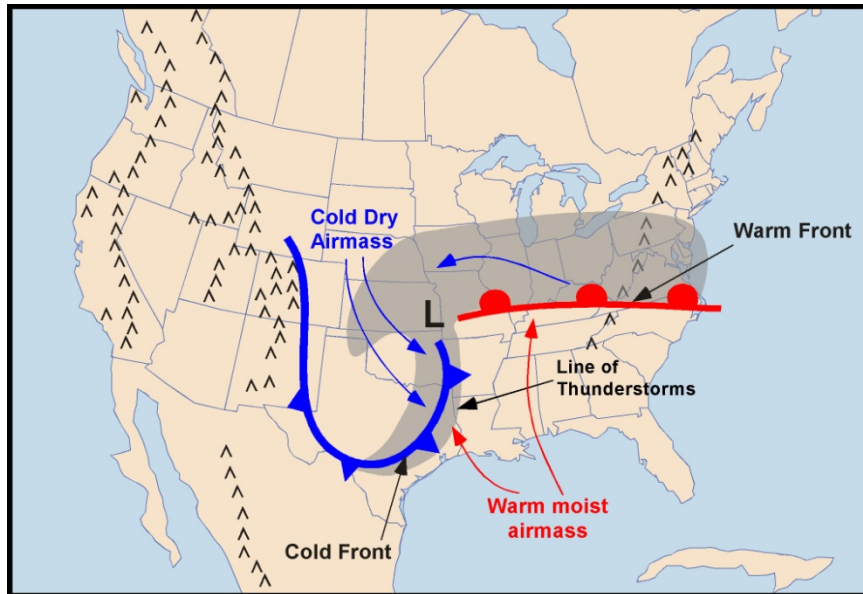 Cold Dry
Airmass
Warm Front
L
Line of
Thunderstorms
Warm moist
airmass
Cold Front